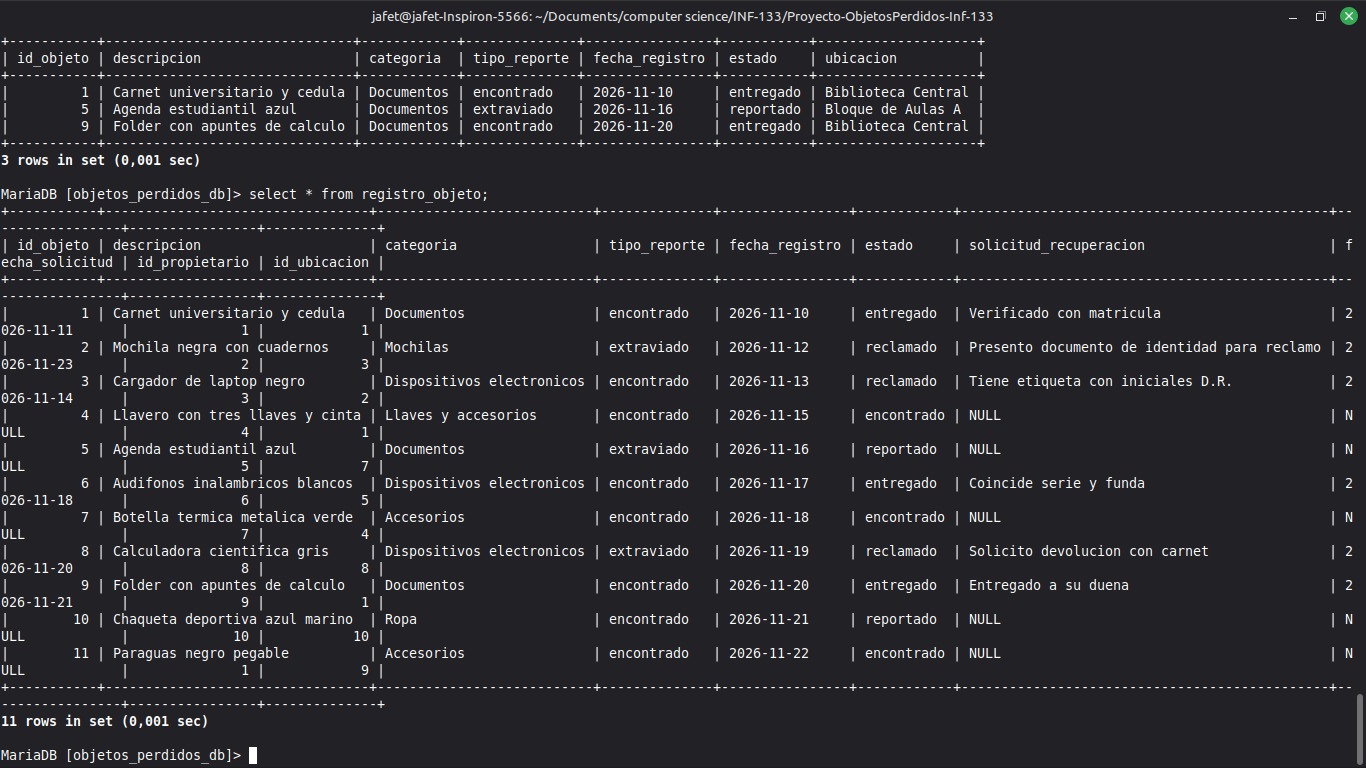 jafet@jafet-Inspiron-5566: ~/Documents/computer science/INF-133/Proyecto-ObjetosPerdidos-Inf-133
+-----------+-------------------------------+------------+--------------+----------------+-----------+--------------------+
| id_objeto | descripcion                   | categoria  | tipo_reporte | fecha_registro | estado    | ubicacion          |
+-----------+-------------------------------+------------+--------------+----------------+-----------+--------------------+
|         1 | Carnet universitario y cedula | Documentos | encontrado   | 2026-11-10     | entregado | Biblioteca Central |
|         5 | Agenda estudiantil azul       | Documentos | extraviado   | 2026-11-16     | reportado | Bloque de Aulas A  |
|         9 | Folder con apuntes de calculo | Documentos | encontrado   | 2026-11-20     | entregado | Biblioteca Central |
+-----------+-------------------------------+------------+--------------+----------------+-----------+--------------------+
3 rows in set (0,001 sec)
MariaDB [objetos_perdidos_db]> select * from registro_objeto;
+-----------+---------------------------------+---------------------------+--------------+----------------+------------+----------------------------------------------+--
---------------+----------------+--------------+
| id_objeto | descripcion                     | categoria                 | tipo_reporte | fecha_registro | estado     | solicitud_recuperacion                       | f
echa_solicitud | id_propietario | id_ubicacion |
+-----------+---------------------------------+---------------------------+--------------+----------------+------------+----------------------------------------------+--
---------------+----------------+--------------+
|         1 | Carnet universitario y cedula   | Documentos                | encontrado   | 2026-11-10     | entregado  | Verificado con matricula                     | 2
026-11-11      |              1 |            1 |
|         2 | Mochila negra con cuadernos     | Mochilas                  | extraviado   | 2026-11-12     | reclamado  | Presento documento de identidad para reclamo | 2
026-11-23      |              2 |            3 |
|         3 | Cargador de laptop negro        | Dispositivos electronicos | encontrado   | 2026-11-13     | reclamado  | Tiene etiqueta con iniciales D.R.            | 2
026-11-14      |              3 |            2 |
|         4 | Llavero con tres llaves y cinta | Llaves y accesorios       | encontrado   | 2026-11-15     | encontrado | NULL                                         | N
ULL            |              4 |            1 |
|         5 | Agenda estudiantil azul         | Documentos                | extraviado   | 2026-11-16     | reportado  | NULL                                         | N
ULL            |              5 |            7 |
|         6 | Audifonos inalambricos blancos  | Dispositivos electronicos | encontrado   | 2026-11-17     | entregado  | Coincide serie y funda                       | 2
026-11-18      |              6 |            5 |
|         7 | Botella termica metalica verde  | Accesorios                | encontrado   | 2026-11-18     | encontrado | NULL                                         | N
ULL            |              7 |            4 |
|         8 | Calculadora cientifica gris     | Dispositivos electronicos | extraviado   | 2026-11-19     | reclamado  | Solicito devolucion con carnet               | 2
026-11-20      |              8 |            8 |
|         9 | Folder con apuntes de calculo   | Documentos                | encontrado   | 2026-11-20     | entregado  | Entregado a su duena                         | 2
026-11-21      |              9 |            1 |
|        10 | Chaqueta deportiva azul marino  | Ropa                      | encontrado   | 2026-11-21     | reportado  | NULL                                         | N
ULL            |             10 |           10 |
|        11 | Paraguas negro pegable          | Accesorios                | encontrado   | 2026-11-22     | encontrado | NULL                                         | N
ULL            |              1 |            9 |
+-----------+---------------------------------+---------------------------+--------------+----------------+------------+----------------------------------------------+--
---------------+----------------+--------------+
11 rows in set (0,001 sec)
MariaDB [objetos_perdidos_db]>